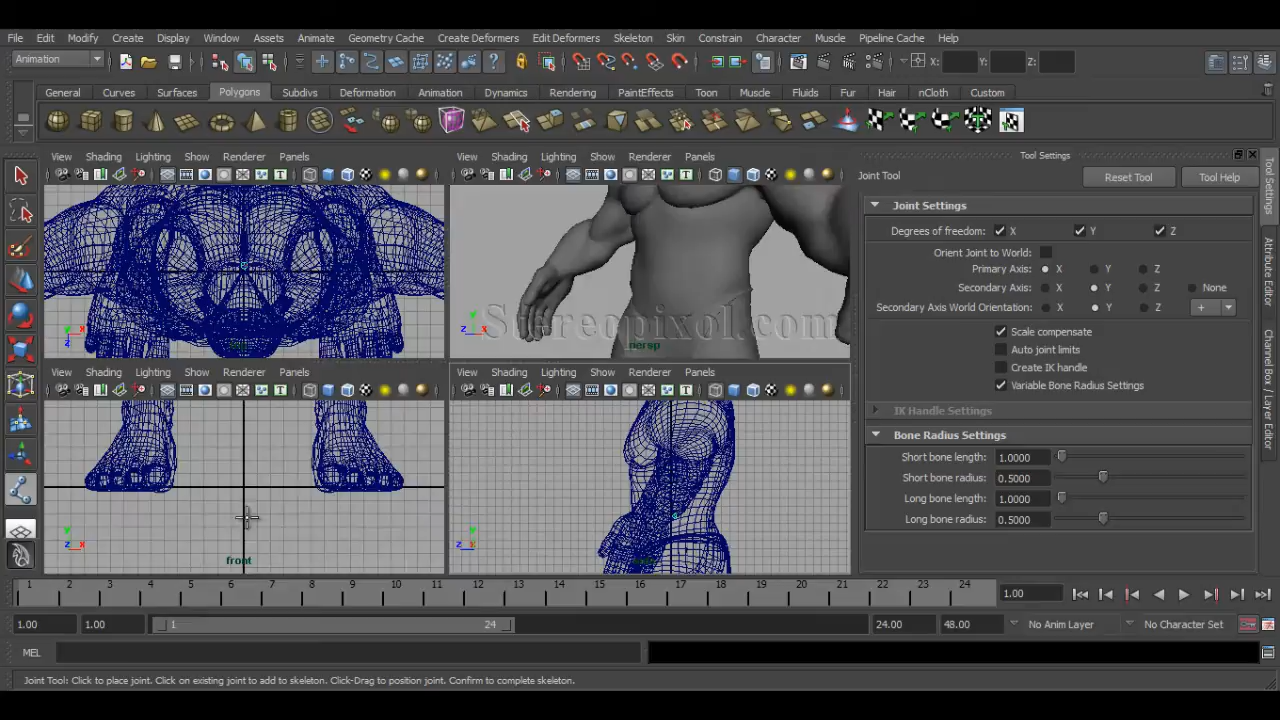 File Edit Modify Create Display Window Assets Animate Geometry Cache Create Deformers Edit Deformers Skeleton Skin Constrain Character Muscle Pipeline Cache Help
Animation X: Y: Z:
General Curves Surfaces Polygons Subdivs Deformation Animation Dynamics Rendering PaintEffects Toon Muscle Fluids Fur Hair nCloth Custom
View Shading Lighting Show Renderer Panels
View Shading Lighting Show Renderer Panels
Tool Settings
Joint Tool Reset Tool Tool Help
Joint Settings
Degrees of freedom: X Y Z
Orient Joint to World:
Primary Axis: X Y Z
Secondary Axis: X Y Z None
Secondary Axis World Orientation: X Y Z +
Scale compensate
Auto joint limits
Create IK handle
Variable Bone Radius Settings
IK Handle Settings
Bone Radius Settings
Short bone length: 1.0000
Short bone radius: 0.5000
Long bone length: 1.0000
Long bone radius: 0.5000
Tool Settings
Attribute Editor
Channel Box / Layer Editor
Stereopixol.com
z x
z x
persp
View Shading Lighting Show Renderer Panels
View Shading Lighting Show Renderer Panels
y
z x
y
z x
front
1 2 3 4 5 6 7 8 9 10 11 12 13 14 15 16 17 18 19 20 21 22 23 24 1.00
1.00 1.00 1 24 24.00 48.00 No Anim Layer No Character Set
MEL
Joint Tool: Click to place joint. Click on existing joint to add to skeleton. Click-Drag to position joint. Confirm to complete skeleton.